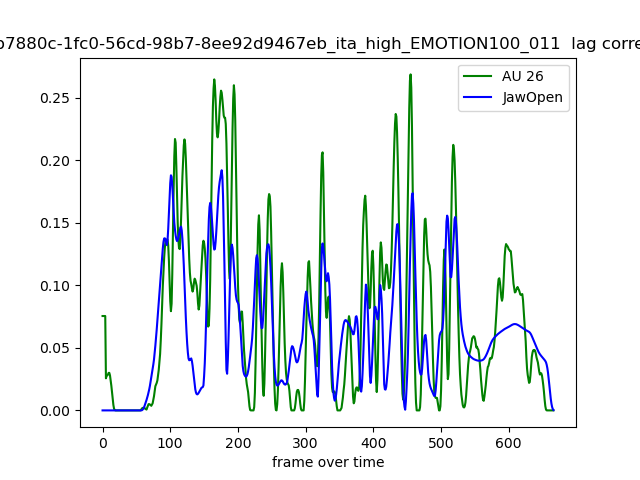 b7880c-1fc0-56cd-98b7-8ee92d9467eb_ita_high_EMOTION100_011 lag corre
AU 26
JawOpen
0.25
0.20
0.15
0.10
0.05
0.00
0 100 200 300 400 500 600
frame over time